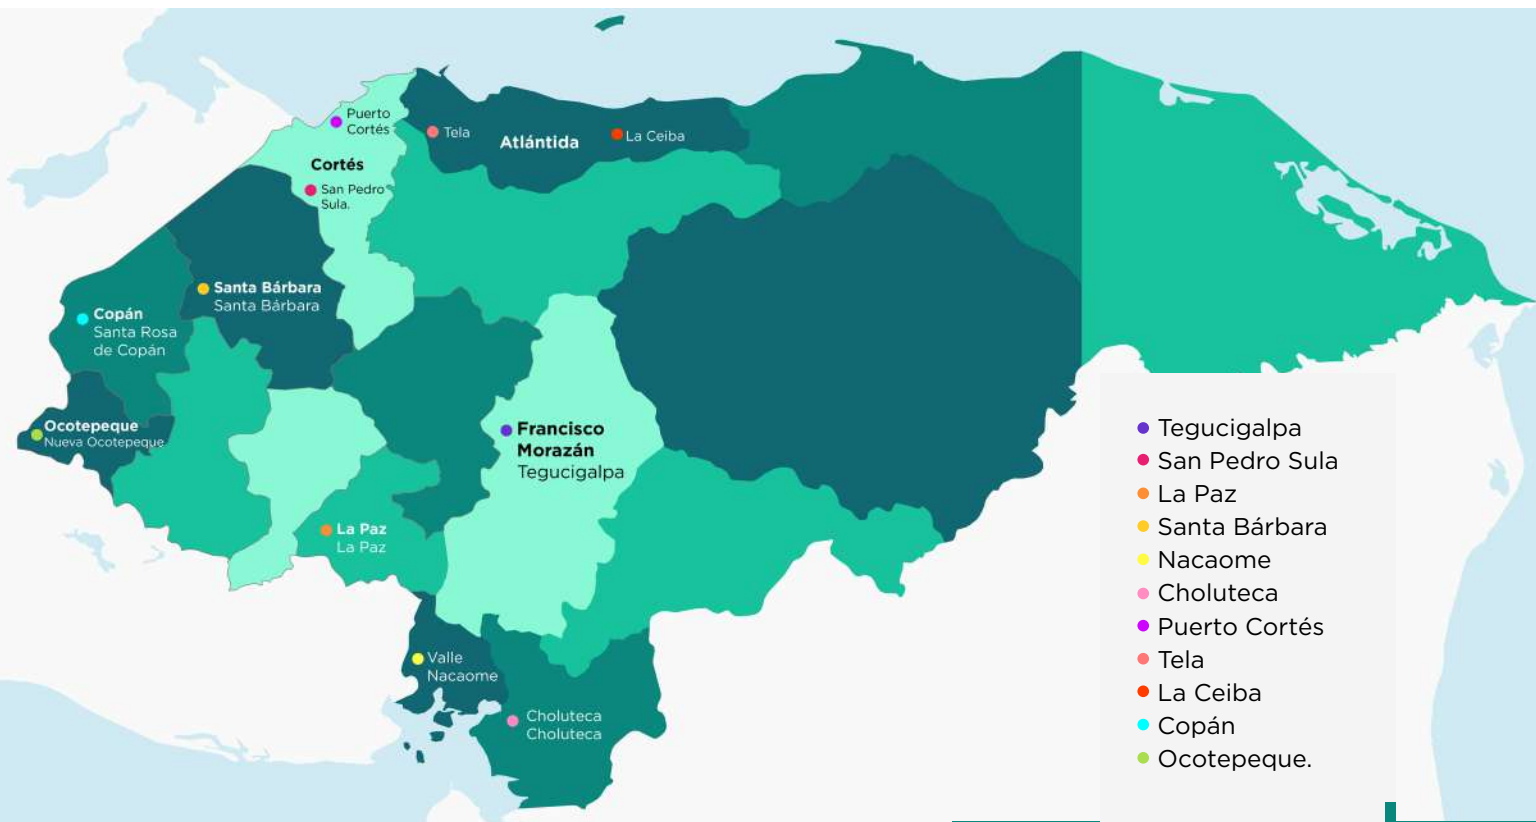 Puerto
Cortés
Tela
Atlántida
La Ceiba
Cortés
San Pedro
Sula.
Santa Bárbara
Santa Bárbara
Copán
Santa Rosa
de Copán
Ocotepeque
Nueva Ocotepeque
Francisco
Morazán
Tegucigalpa
La Paz
La Paz
Valle
Nacaome
Choluteca
Choluteca
Tegucigalpa
San Pedro Sula
La Paz
Santa Bárbara
Nacaome
Choluteca
Puerto Cortés
Tela
La Ceiba
Copán
Ocotepeque.